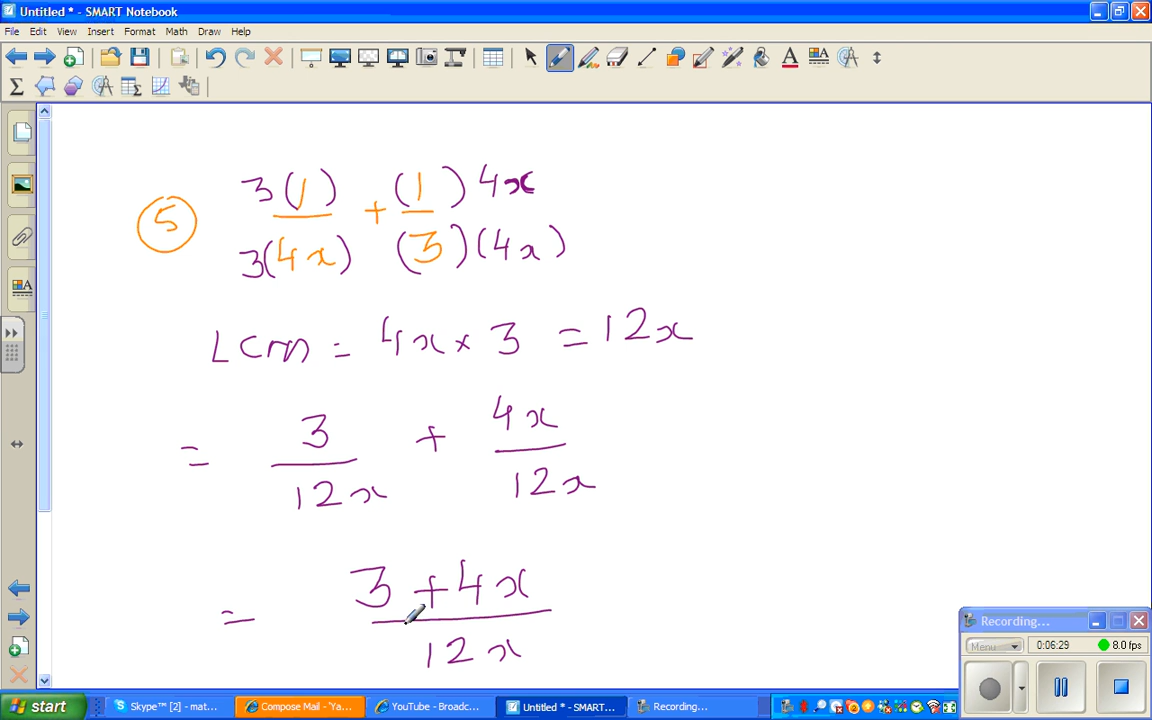 Untitled * - SMART Notebook
File Edit View Insert Format Math Draw Help
5
3(1) + (1)4x
3(4x) (3)(4x)
LCM = 4x × 3 = 12x
= 3 + 4x
12x 12x
= 3 + 4x
12x
Recording...
Menu 0:06:29 8.0 fps
start Skype™ [2] - mat... Compose Mail - 'Ya... YouTube - Broadc... Untitled * - SMART... Recording...